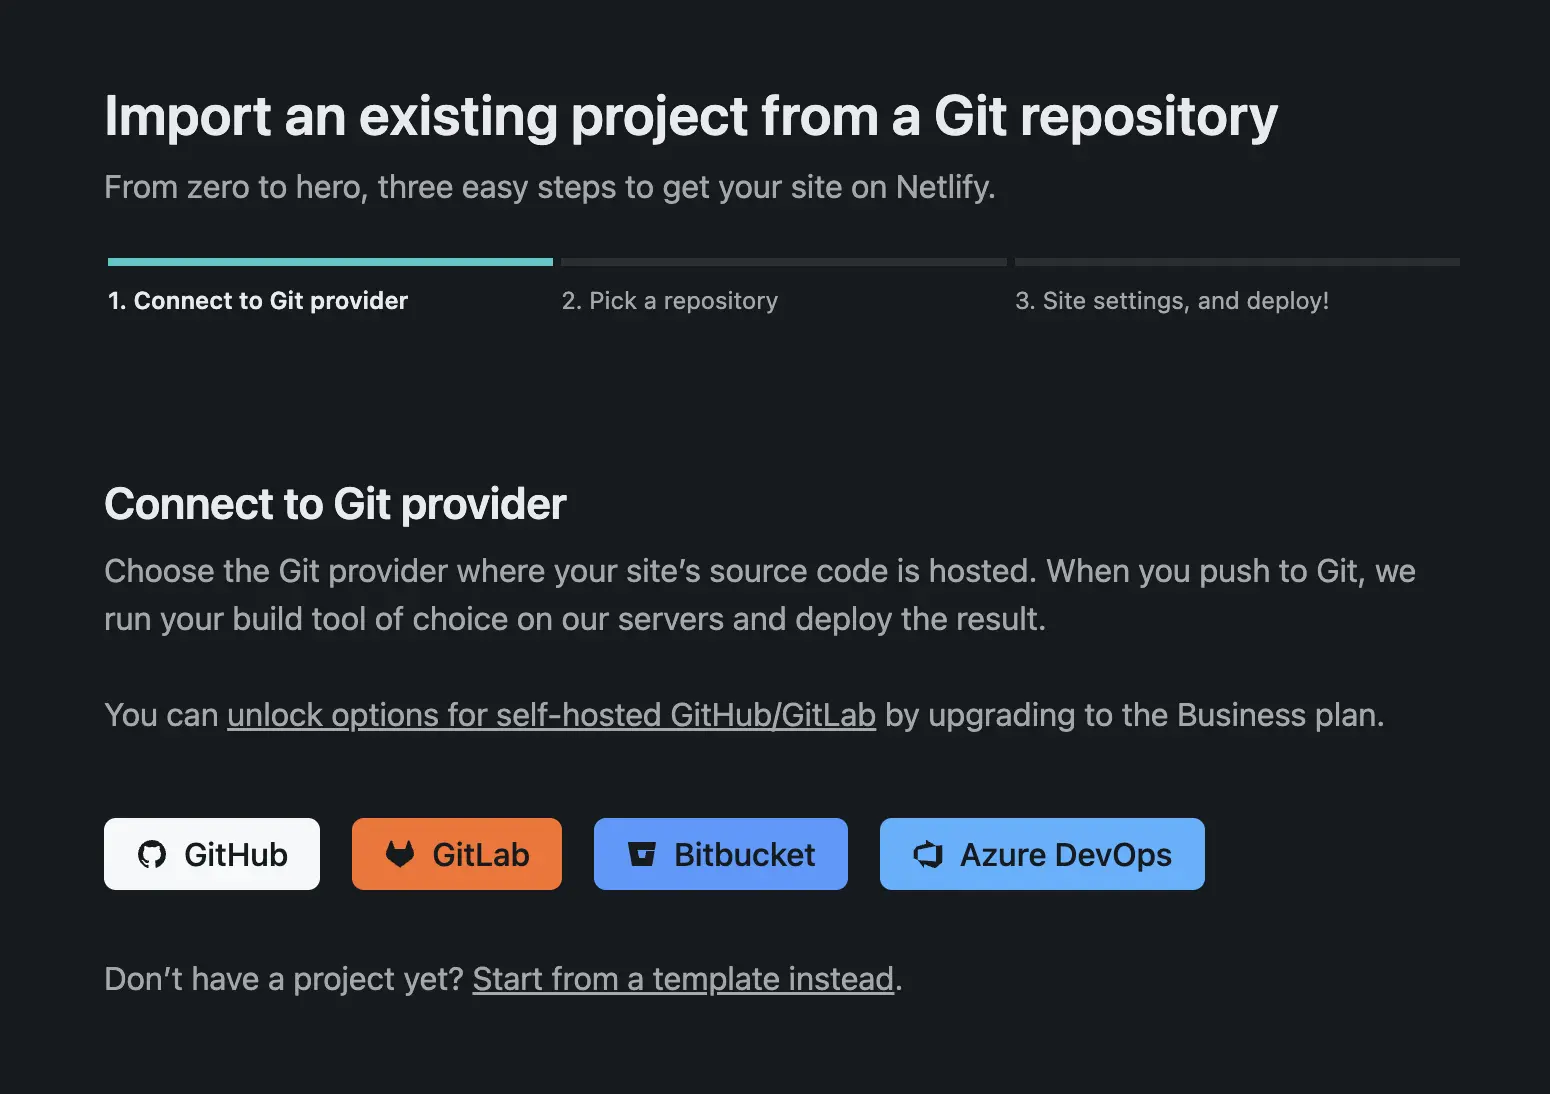 Import an existing project from a Git repository
From zero to hero, three easy steps to get your site on Netlify.
1. Connect to Git provider
2. Pick a repository
3. Site settings, and deploy!
Connect to Git provider
Choose the Git provider where your site’s source code is hosted. When you push to Git, we
run your build tool of choice on our servers and deploy the result.
You can unlock options for self-hosted GitHub/GitLab by upgrading to the Business plan.
GitHub
GitLab
Bitbucket
Azure DevOps
Don’t have a project yet? Start from a template instead.